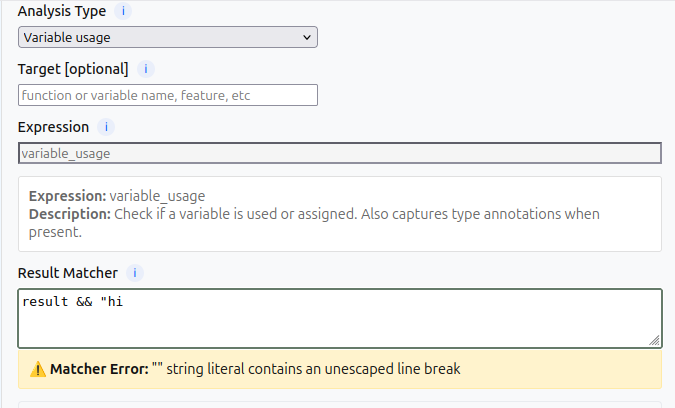 Analysis Type i
Variable usage
Target [optional] i
function or variable name, feature, etc
Expression i
variable_usage
Expression: variable_usage
Description: Check if a variable is used or assigned. Also captures type annotations when
present.
Result Matcher i
result && "hi
⚠ Matcher Error: "" string literal contains an unescaped line break